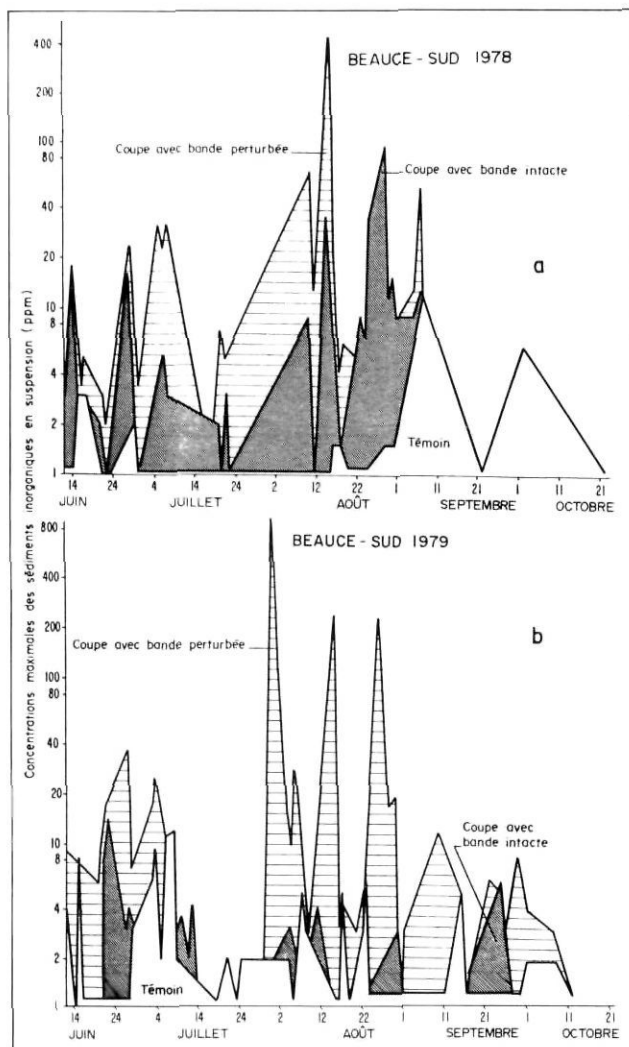 Concentrations maximales des sédiments inorganiques en suspension (ppm)
BEAUCE - SUD 1978
400
200
100
80
40
20
10
8
4
2
1
Coupe avec bande perturbée
Coupe avec bande intacte
a
Témoin
14 24 4 14 24 2 12 22 1 11 21 1 11 21
JUIN JUILLET AOÛT SEPTEMBRE OCTOBRE
BEAUCE - SUD 1979
800
400
200
100
80
40
20
10
8
4
2
1
Coupe avec bande perturbée
b
Coupe avec
bande intacte
Témoin
14 24 4 14 24 2 12 22 1 11 21 1 11 21
JUIN JUILLET AOÛT SEPTEMBRE OCTOBRE